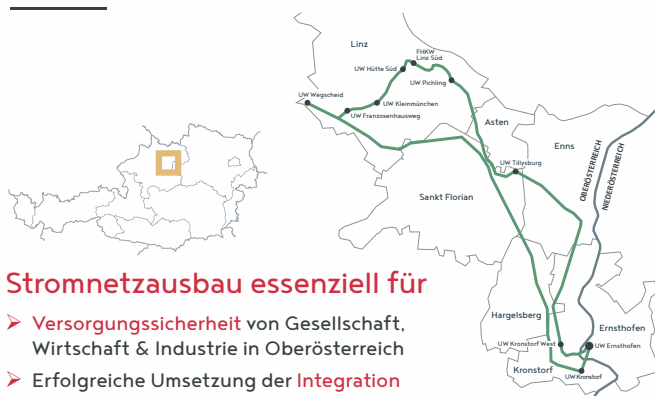 Linz
FHKW
Linz Süd
UW Hütte Süd
UW Pichling
UW Wegscheid
UW Kleinmünchen
UW Franzosenhausweg
Asten
Enns
UW Tillysburg
OBERÖSTERREICH
NIEDERÖSTERREICH
Sankt Florian
Stromnetzausbau essenziell für
Versorgungssicherheit von Gesellschaft,
Wirtschaft & Industrie in Oberösterreich
Erfolgreiche Umsetzung der Integration
Hargelsberg
Ernsthofen
UW Kronstorf West
UW Ernsthofen
Kronstorf
UW Kronstorf